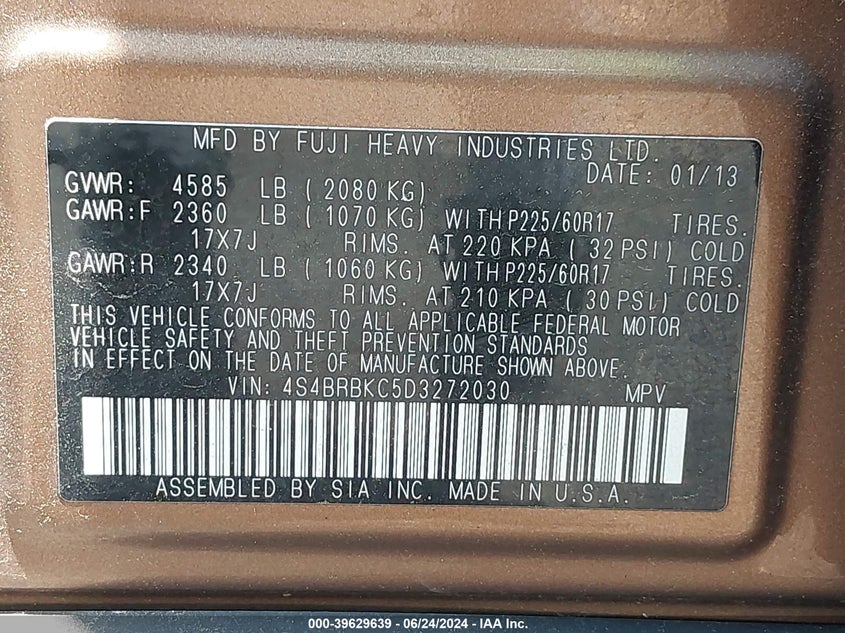 MFD BY FUJI HEAVY INDUSTRIES LTD.
DATE: 01/13
GVWR: 4585 LB ( 2080 KG)
GAWR:F 2360 LB ( 1070 KG) WITH P225/60R17 TIRES.
17X7J RIMS. AT 220 KPA ( 32 PSI) COLD
GAWR:R 2340 LB ( 1060 KG) WITH P225/60R17 TIRES.
17X7J RIMS. AT 210 KPA ( 30 PSI) COLD
THIS VEHICLE CONFORMS TO ALL APPLICABLE FEDERAL MOTOR
VEHICLE SAFETY AND THEFT PREVENTION STANDARDS
IN EFFECT ON THE DATE OF MANUFACTURE SHOWN ABOVE.
VIN: 4S4BRBKC5D3272030 MPV
ASSEMBLED BY SIA INC. MADE IN U.S.A.
000-39629639 - 06/24/2024 - IAA Inc.